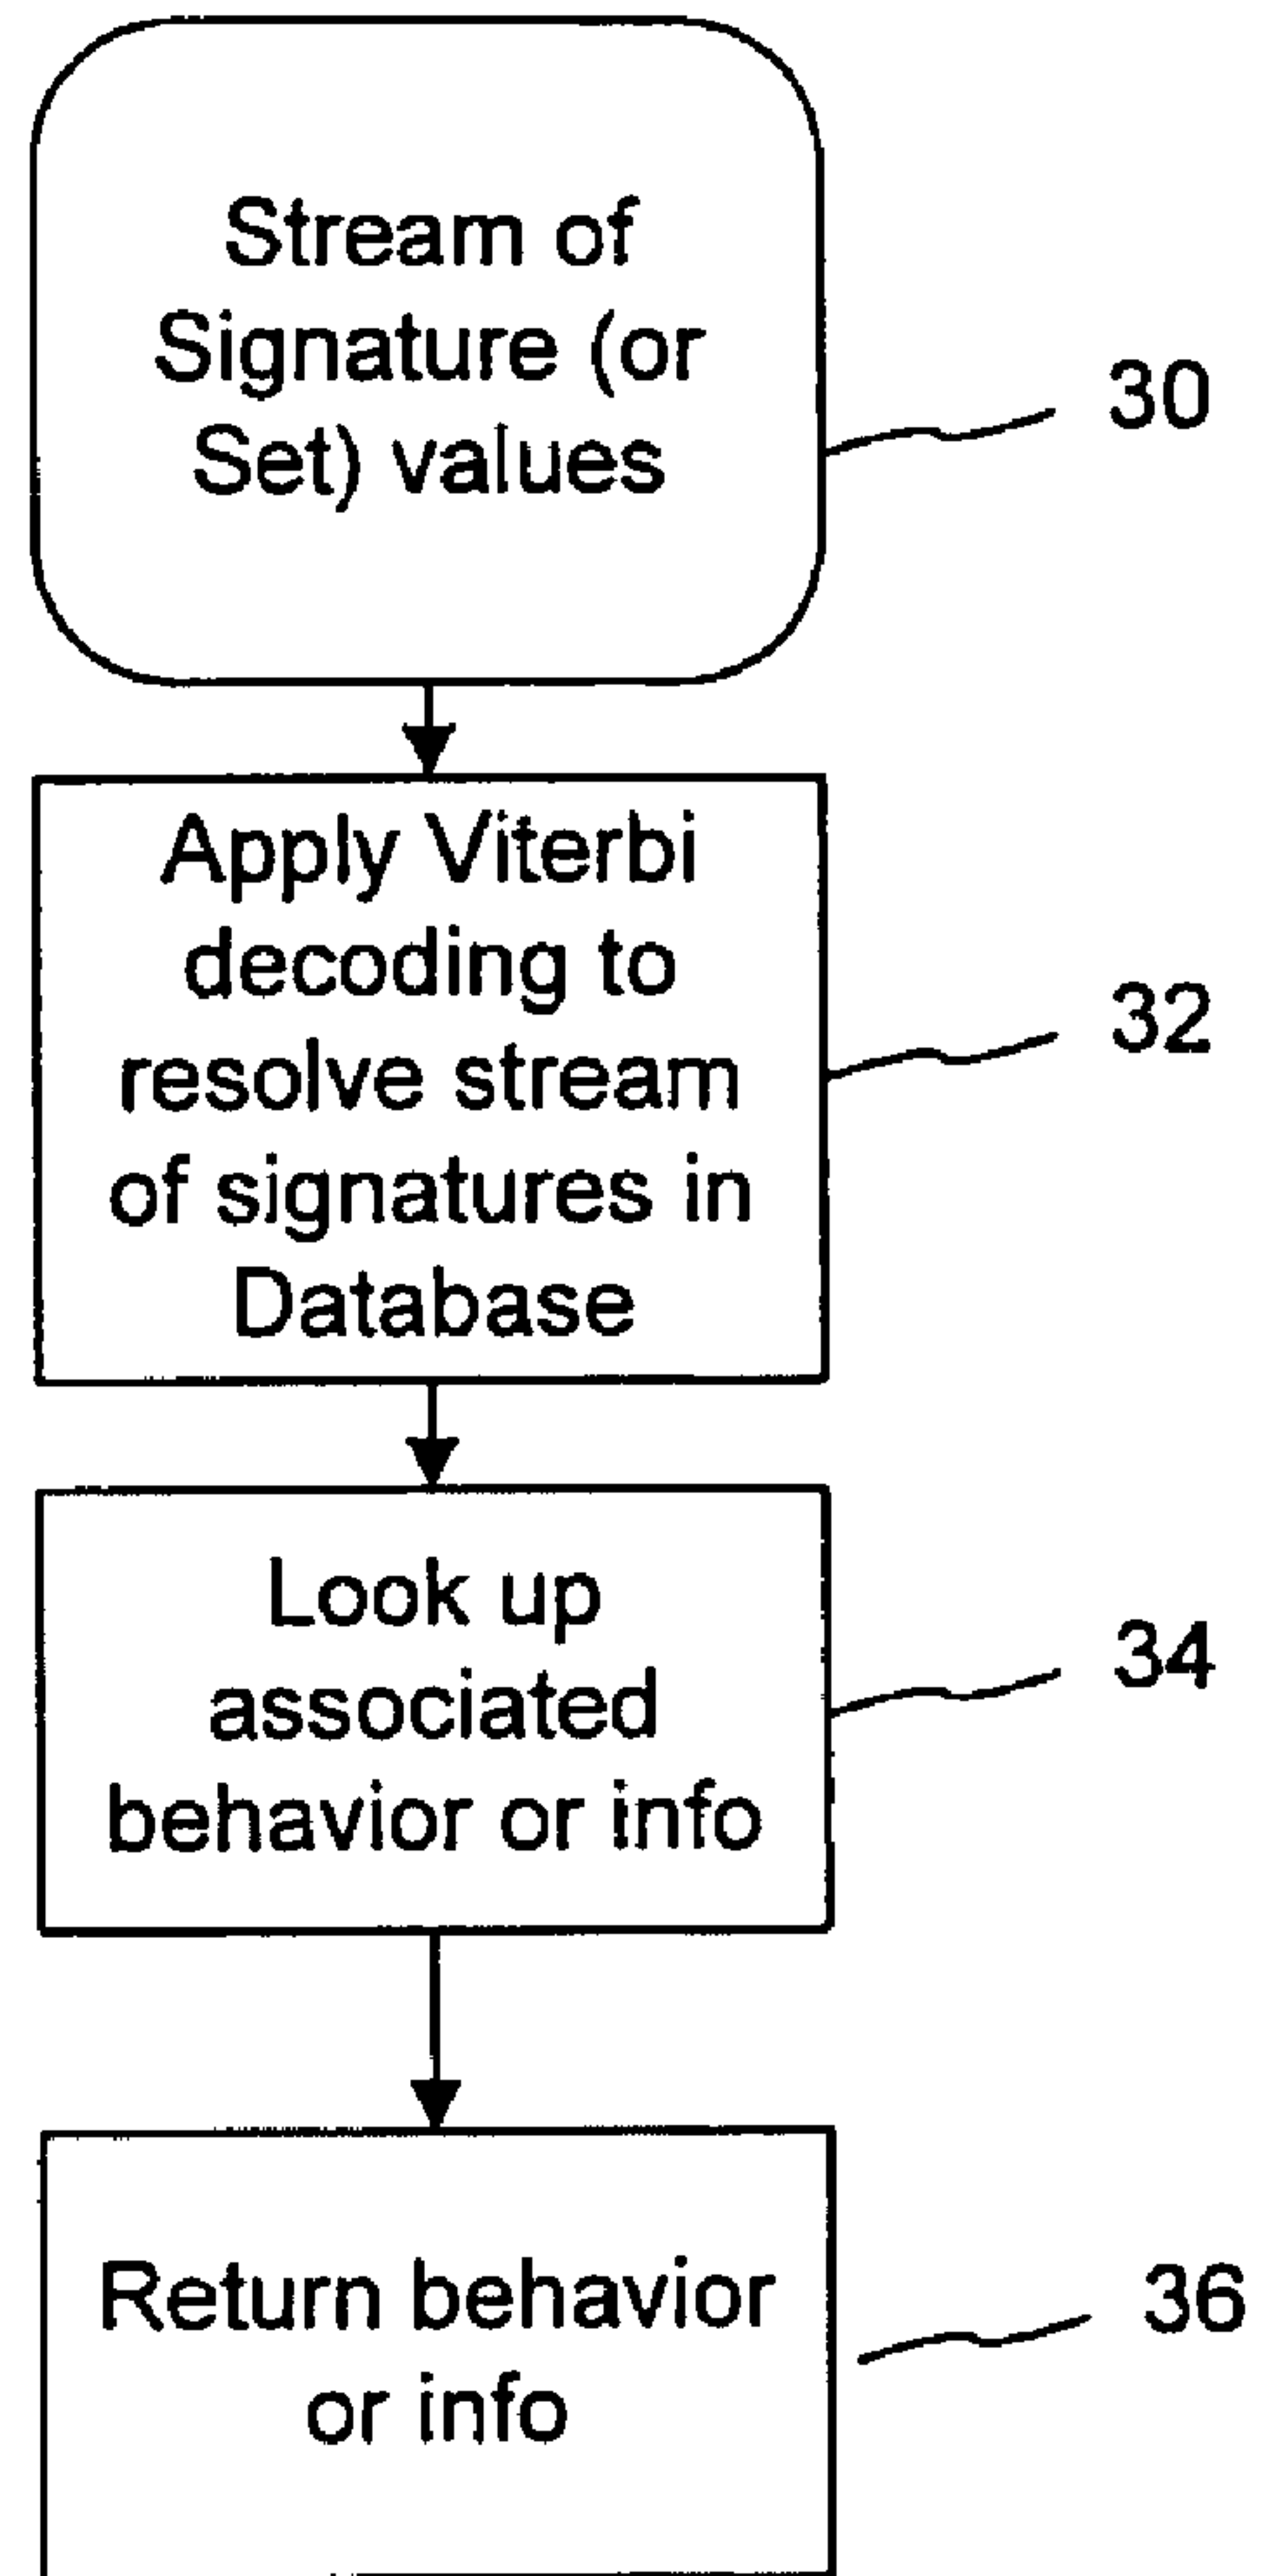 Stream of
Signature (or
Set) values
30
Apply Viterbi
decoding to
resolve stream
of signatures in
Database
32
Look up
associated
behavior or info
34
Return behavior
or info
36